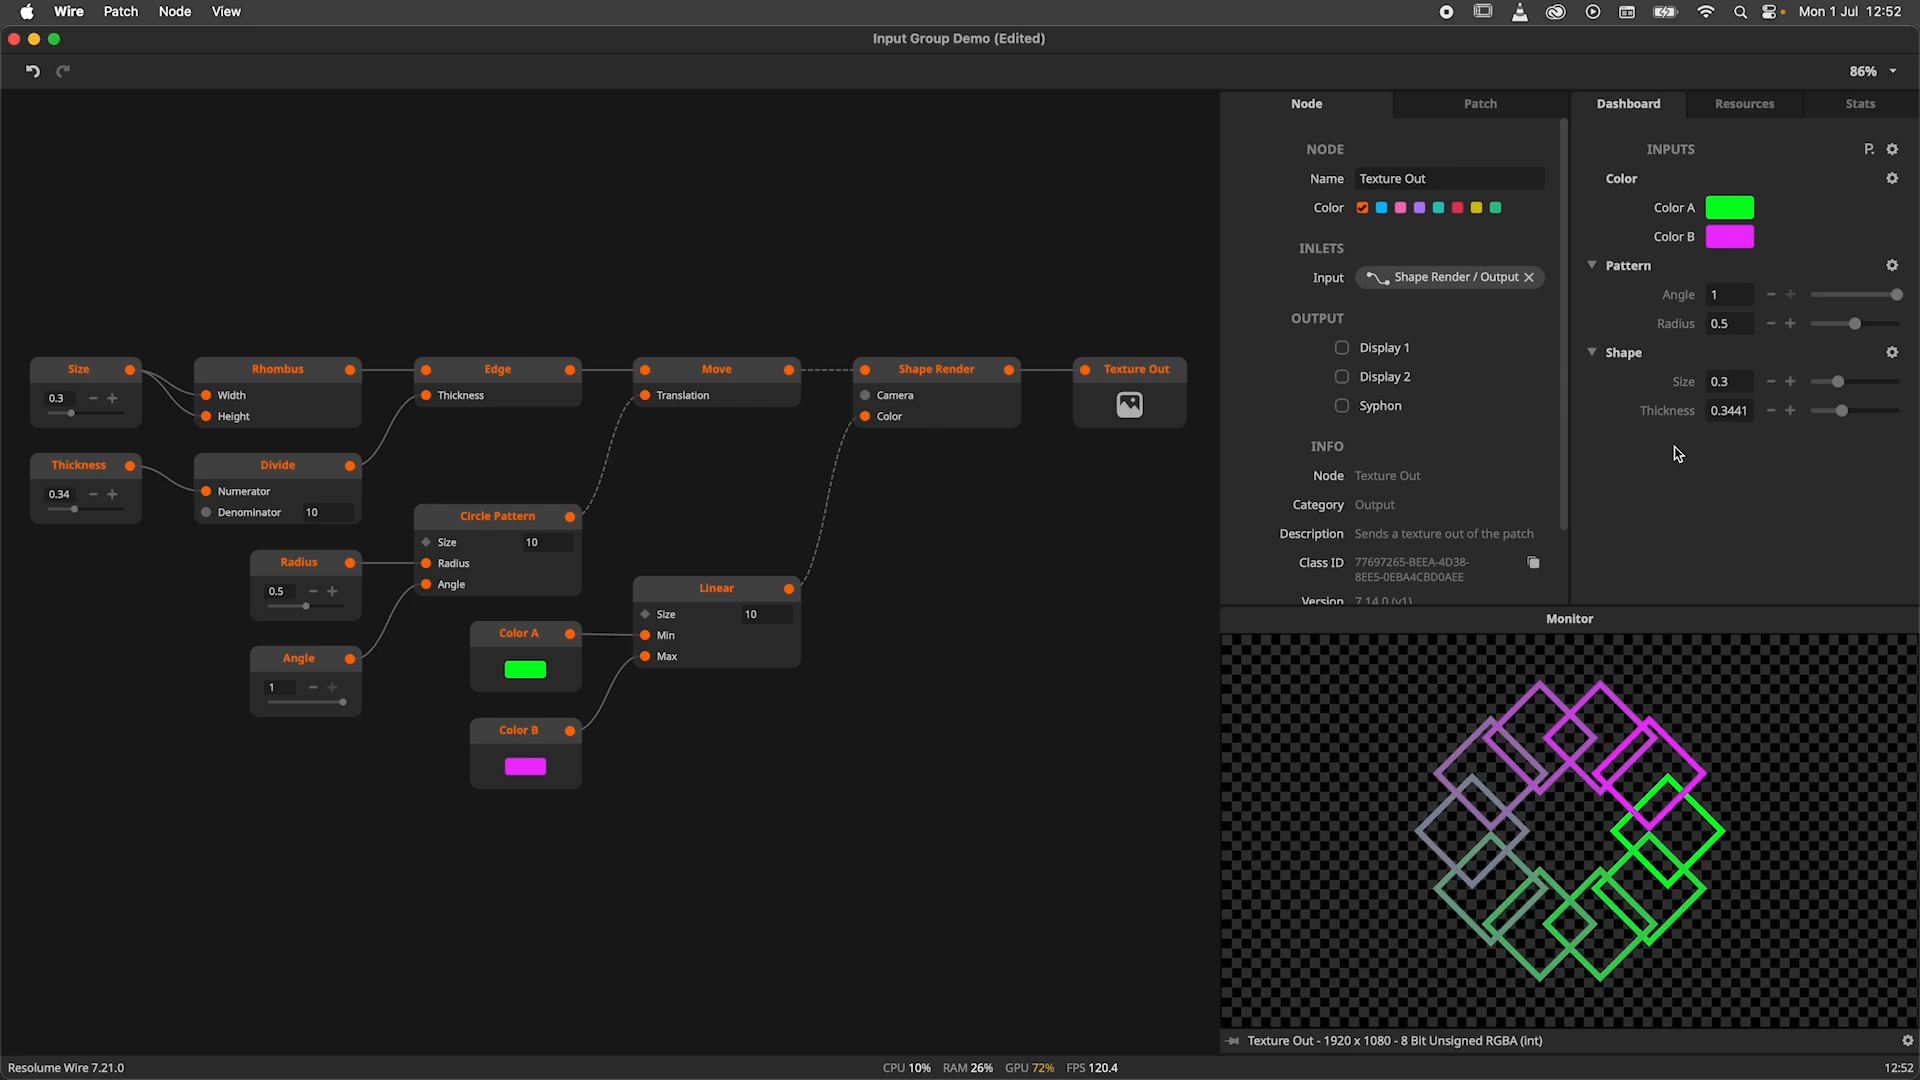 Wire Patch Node View
Mon 1 Jul 12:52
Input Group Demo (Edited)
86%
Node Patch
Dashboard Resources Stats
NODE
Name Texture Out
Color
INLETS
Input Shape Render / Output
OUTPUT
Display 1
Display 2
Syphon
INFO
Node Texture Out
Category Output
Description Sends a texture out of the patch
Class ID 77697265-BEEA-4D38-
8EE5-0EBA4CBD0AEE
Version 7.14.0 (v1)
INPUTS P.
Color
Color A
Color B
Pattern
Angle 1
Radius 0.5
Shape
Size 0.3
Thickness 0.3441
Size
0.3
Rhombus
Width
Height
Edge
Thickness
Move
Translation
Shape Render
Camera
Color
Texture Out
Thickness
0.34
Divide
Numerator
Denominator 10
Circle Pattern
Size 10
Radius
Angle
Radius
0.5
Linear
Size 10
Min
Max
Color A
Angle
1
Color B
Monitor
Texture Out - 1920 x 1080 - 8 Bit Unsigned RGBA (int)
Resolume Wire 7.21.0
CPU 10% RAM 26% GPU 72% FPS 120.4
12:52